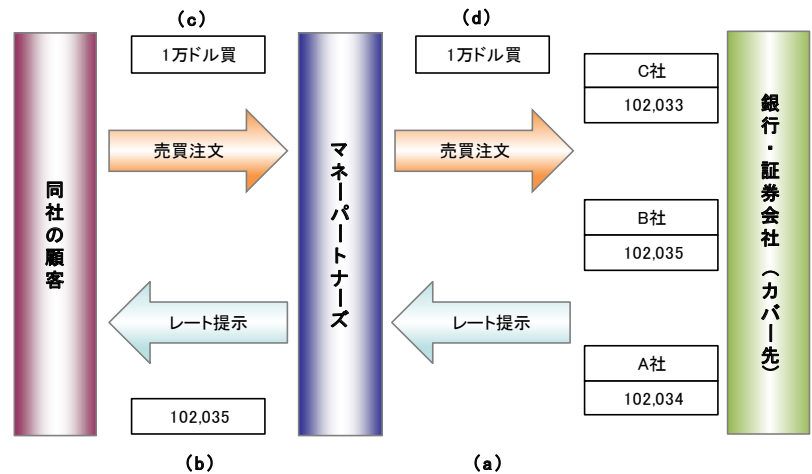 (c)
(d)
1万ドル買
1万ドル買
C社
102,033
売買注文
売買注文
同社の顧客
マネーパートナーズ
銀行・証券会社 (カバー先)
B社
102,035
レート提示
レート提示
A社
102,034
102,035
(b)
(a)